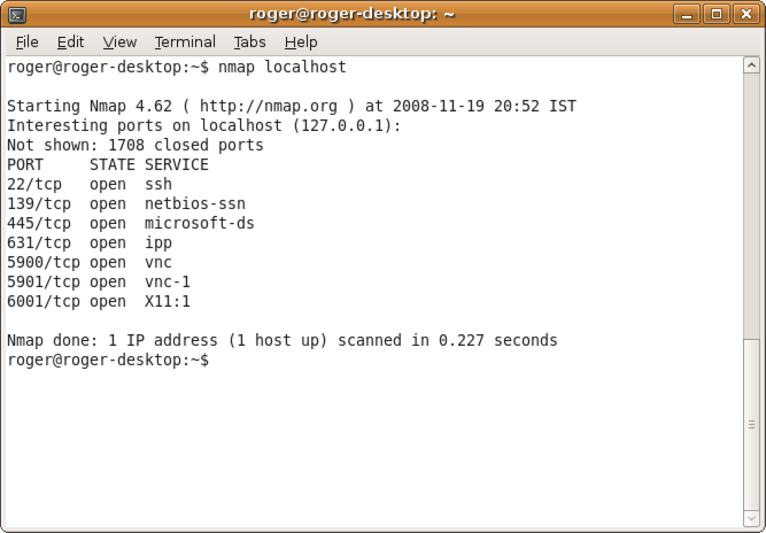 roger@roger-desktop: ~
File Edit View Terminal Tabs Help
roger@roger-desktop:~$ nmap localhost
Starting Nmap 4.62 ( http://nmap.org ) at 2008-11-19 20:52 IST
Interesting ports on localhost (127.0.0.1):
Not shown: 1708 closed ports
PORT     STATE SERVICE
22/tcp   open  ssh
139/tcp  open  netbios-ssn
445/tcp  open  microsoft-ds
631/tcp  open  ipp
5900/tcp open  vnc
5901/tcp open  vnc-1
6001/tcp open  X11:1
Nmap done: 1 IP address (1 host up) scanned in 0.227 seconds
roger@roger-desktop:~$